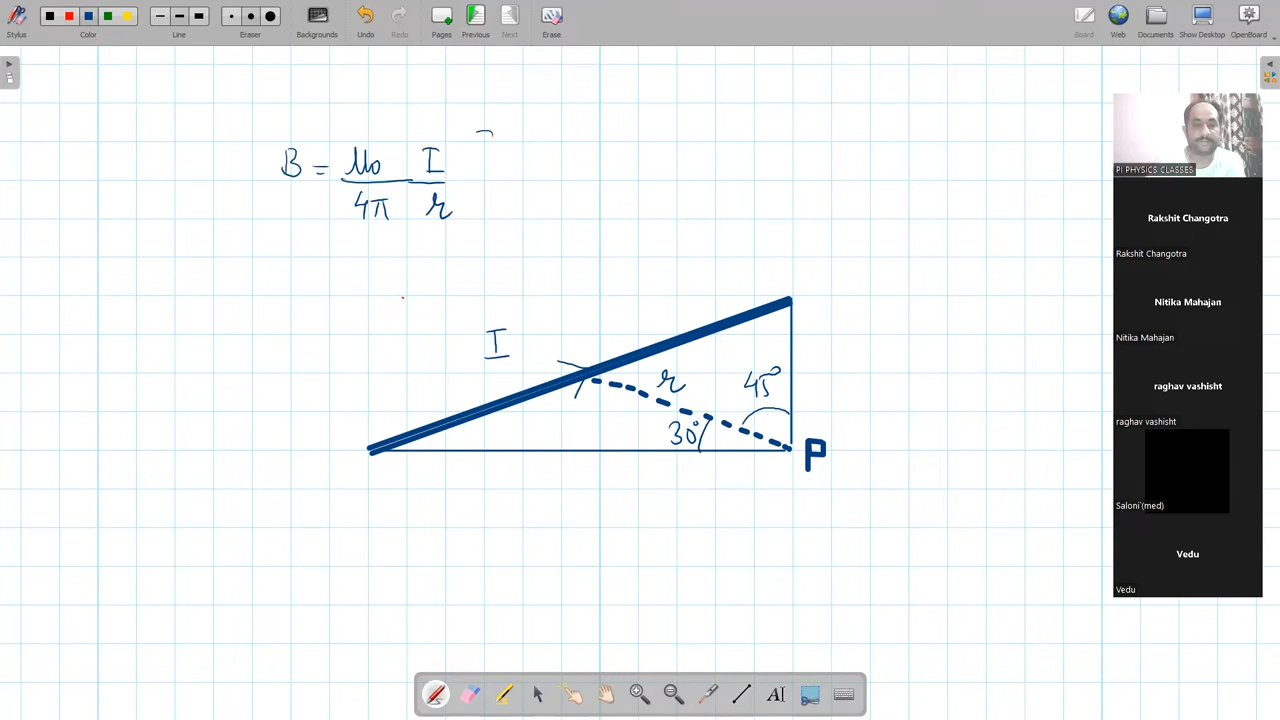 Stylus Color Line Eraser Backgrounds Undo Redo Pages Previous Next Erase Board Web Documents Show Desktop OpenBoard
B = μ0 I
4π r
I
r
45°
30°
P
AI
PI PHYSICS CLASSES
Rakshit Changotra
Rakshit Changotra
Nitika Mahajan
Nitika Mahajan
raghav vashisht
raghav vashisht
Saloni (med)
Vedu
Vedu